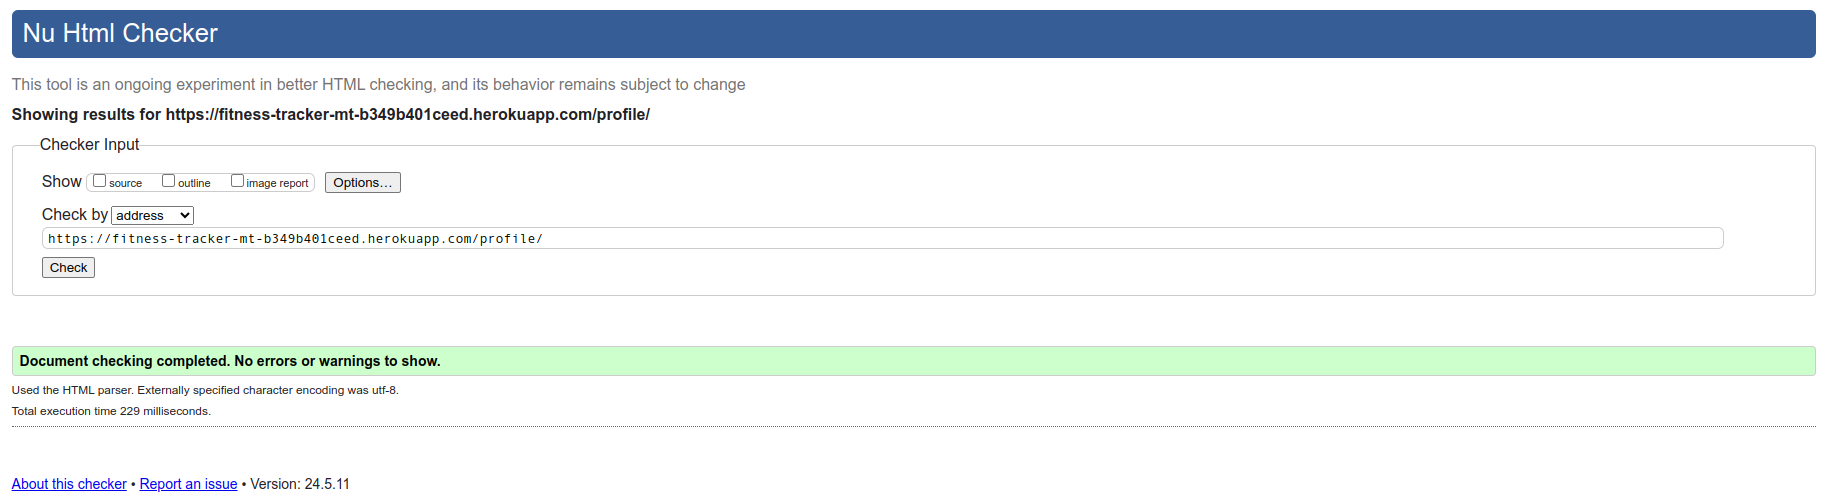 Nu Html Checker
This tool is an ongoing experiment in better HTML checking, and its behavior remains subject to change
Showing results for https://fitness-tracker-mt-b349b401ceed.herokuapp.com/profile/
Checker Input
Show source outline image report Options...
Check by address
https://fitness-tracker-mt-b349b401ceed.herokuapp.com/profile/
Check
Document checking completed. No errors or warnings to show.
Used the HTML parser. Externally specified character encoding was utf-8.
Total execution time 229 milliseconds.
About this checker • Report an issue • Version: 24.5.11